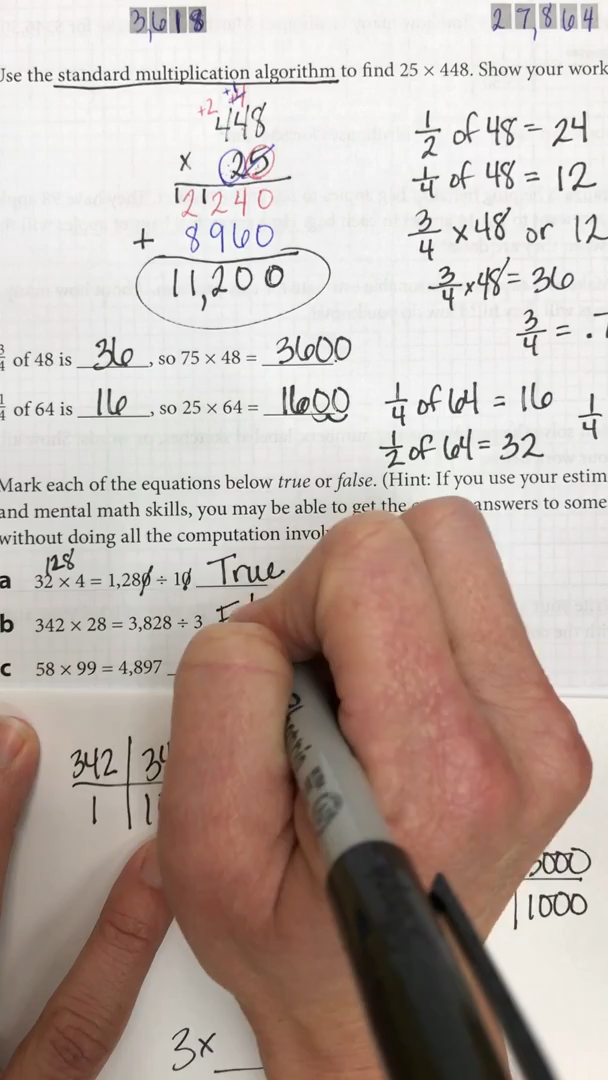 3,618
27,864
Use the standard multiplication algorithm to find 25 × 448. Show your work
+2 +4
448
× 25
2240
+ 8960
11,200
1/2 of 48 = 24
1/4 of 48 = 12
3/4 × 48 or 12
3/4 × 48 = 36
3/4 = .7
3/4 of 48 is 36, so 75 × 48 = 3600
1/4 of 64 is 16, so 25 × 64 = 1600
1/4 of 64 = 16 1/4
1/2 of 64 = 32
Mark each of the equations below true or false. (Hint: If you use your estim
and mental math skills, you may be able to get the answers to some
without doing all the computation invol
128
a 32 × 4 = 1,280 ÷ 10 True
b 342 × 28 = 3,828 ÷ 3
c 58 × 99 = 4,897
342 | 34
1 | 1
3000
1000
3×